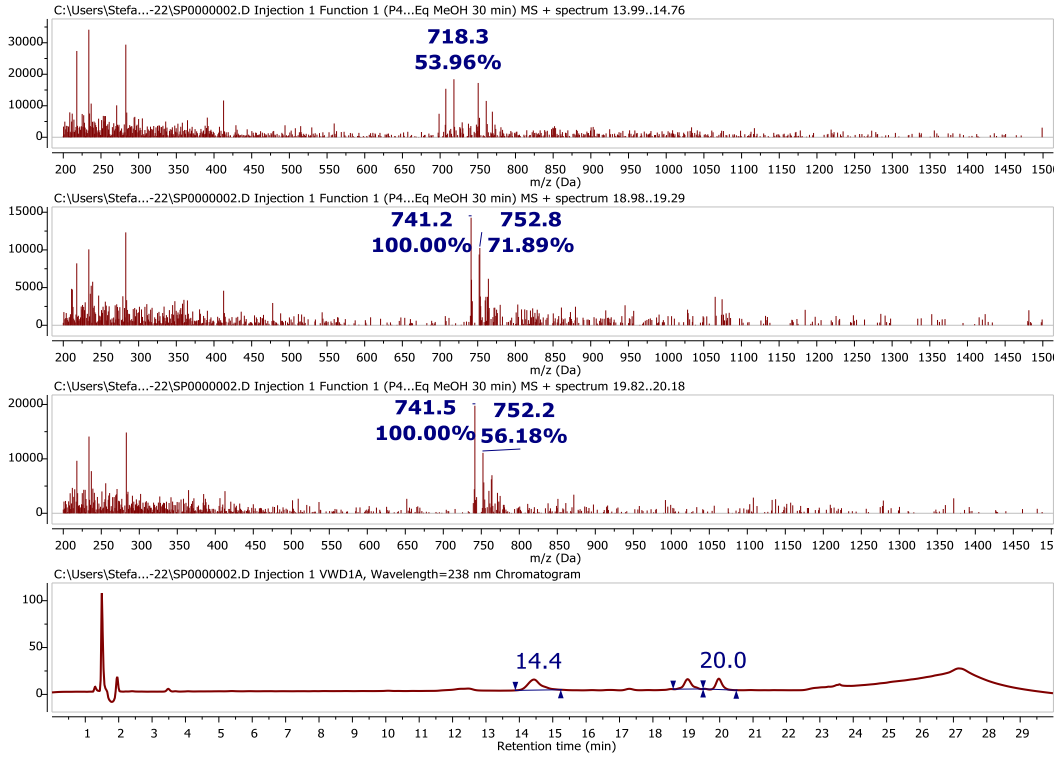 C:\Users\Stefa...-22\SP0000002.D Injection 1 Function 1 (P4...Eq MeOH 30 min) MS + spectrum 13.99..14.76
718.3
53.96%
30000
20000
10000
0
200 250 300 350 400 450 500 550 600 650 700 750 800 850 900 950 1000 1050 1100 1150 1200 1250 1300 1350 1400 1450 150
m/z (Da)
C:\Users\Stefa...-22\SP0000002.D Injection 1 Function 1 (P4...Eq MeOH 30 min) MS + spectrum 18.98..19.29
741.2 752.8
100.00% 71.89%
15000
10000
5000
0
200 250 300 350 400 450 500 550 600 650 700 750 800 850 900 950 1000 1050 1100 1150 1200 1250 1300 1350 1400 1450 150
m/z (Da)
C:\Users\Stefa...-22\SP0000002.D Injection 1 Function 1 (P4...Eq MeOH 30 min) MS + spectrum 19.82..20.18
741.5 752.2
100.00% 56.18%
20000
10000
0
200 250 300 350 400 450 500 550 600 650 700 750 800 850 900 950 1000 1050 1100 1150 1200 1250 1300 1350 1400 1450 15
m/z (Da)
C:\Users\Stefa...-22\SP0000002.D Injection 1 VWD1A, Wavelength=238 nm Chromatogram
100
50
0
14.4 20.0
1 2 3 4 5 6 7 8 9 10 11 12 13 14 15 16 17 18 19 20 21 22 23 24 25 26 27 28 29
Retention time (min)